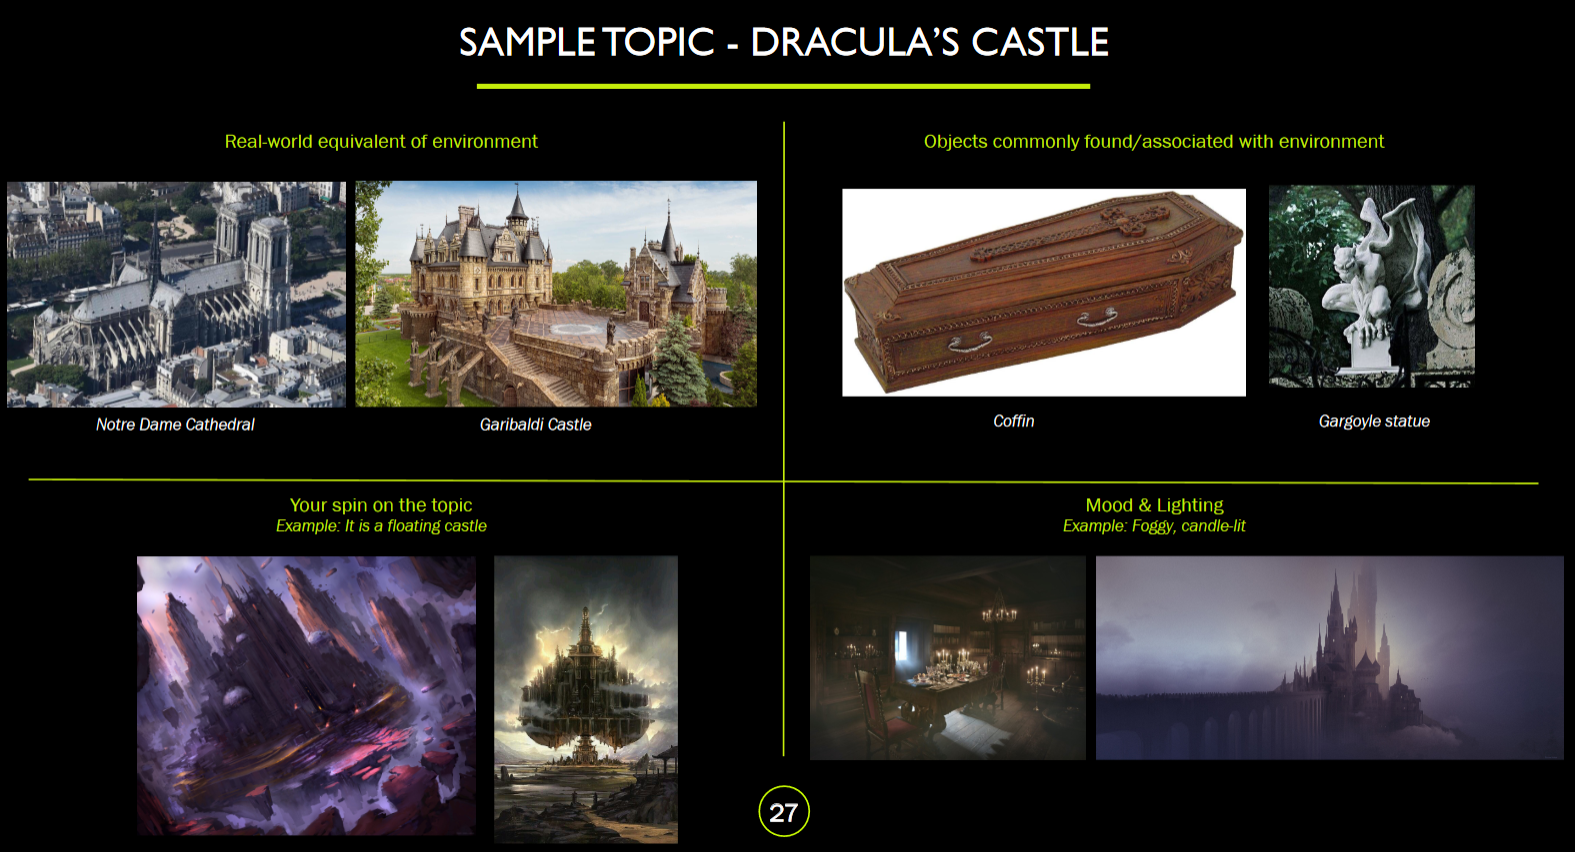 SAMPLE TOPIC - DRACULA'S CASTLE
Real-world equivalent of environment
Notre Dame Cathedral
Garibaldi Castle
Objects commonly found/associated with environment
Coffin
Gargoyle statue
Your spin on the topic
Example: It is a floating castle
Mood & Lighting
Example: Foggy, candle-lit
27